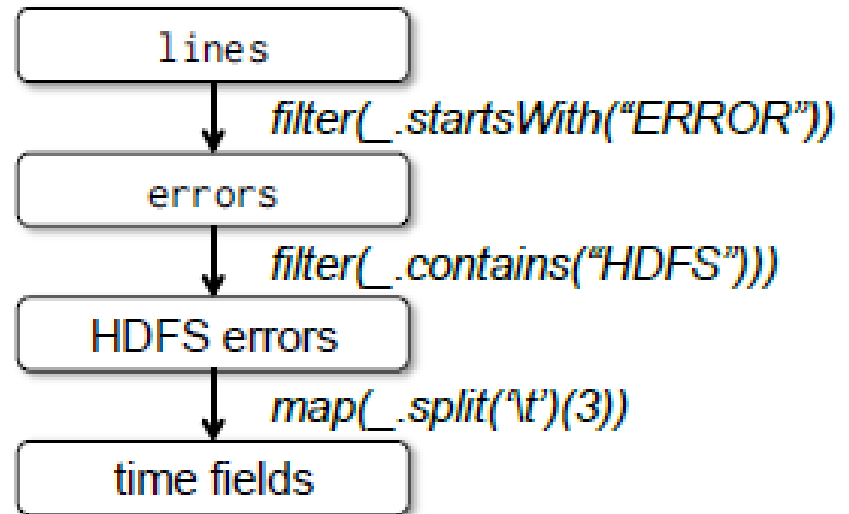 lines
filter(_.startsWith(“ERROR”))
errors
filter(_.contains(“HDFS”)))
HDFS errors
map(_.split(‘\t’)(3))
time fields